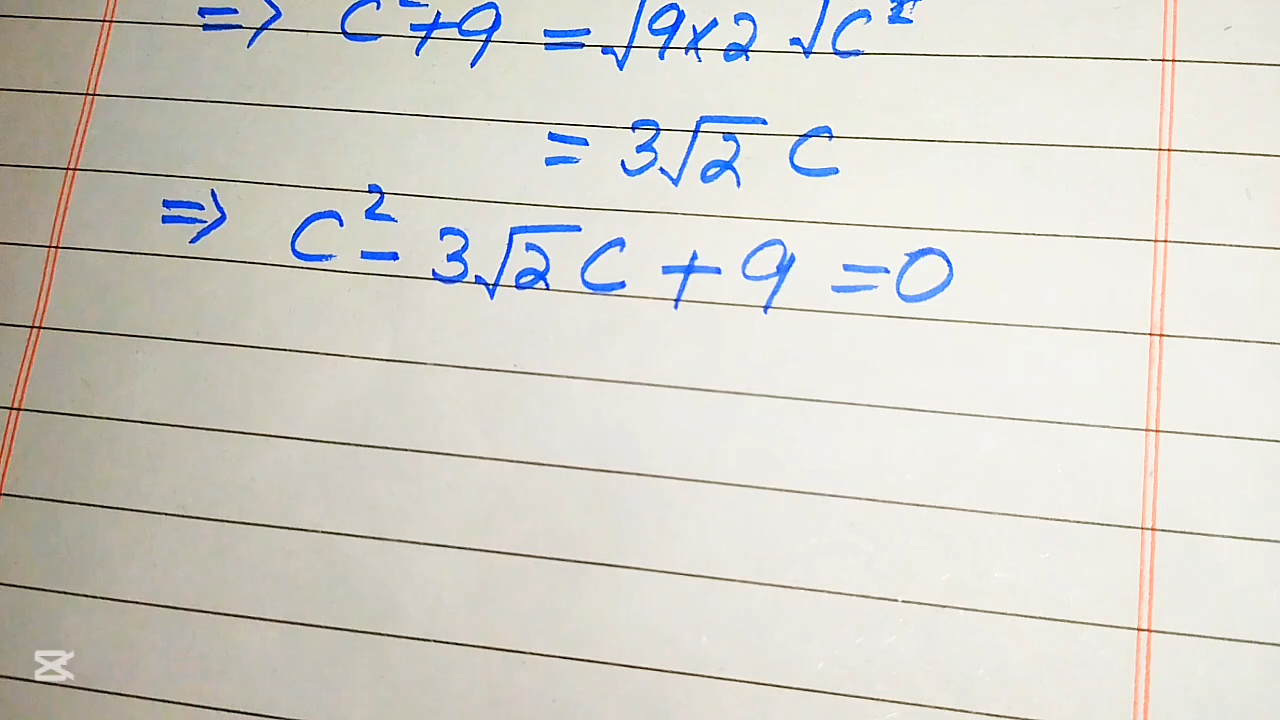 ⇒ C²+9 = √9×2 √C²
= 3√2 C
⇒ C² - 3√2 C + 9 = 0